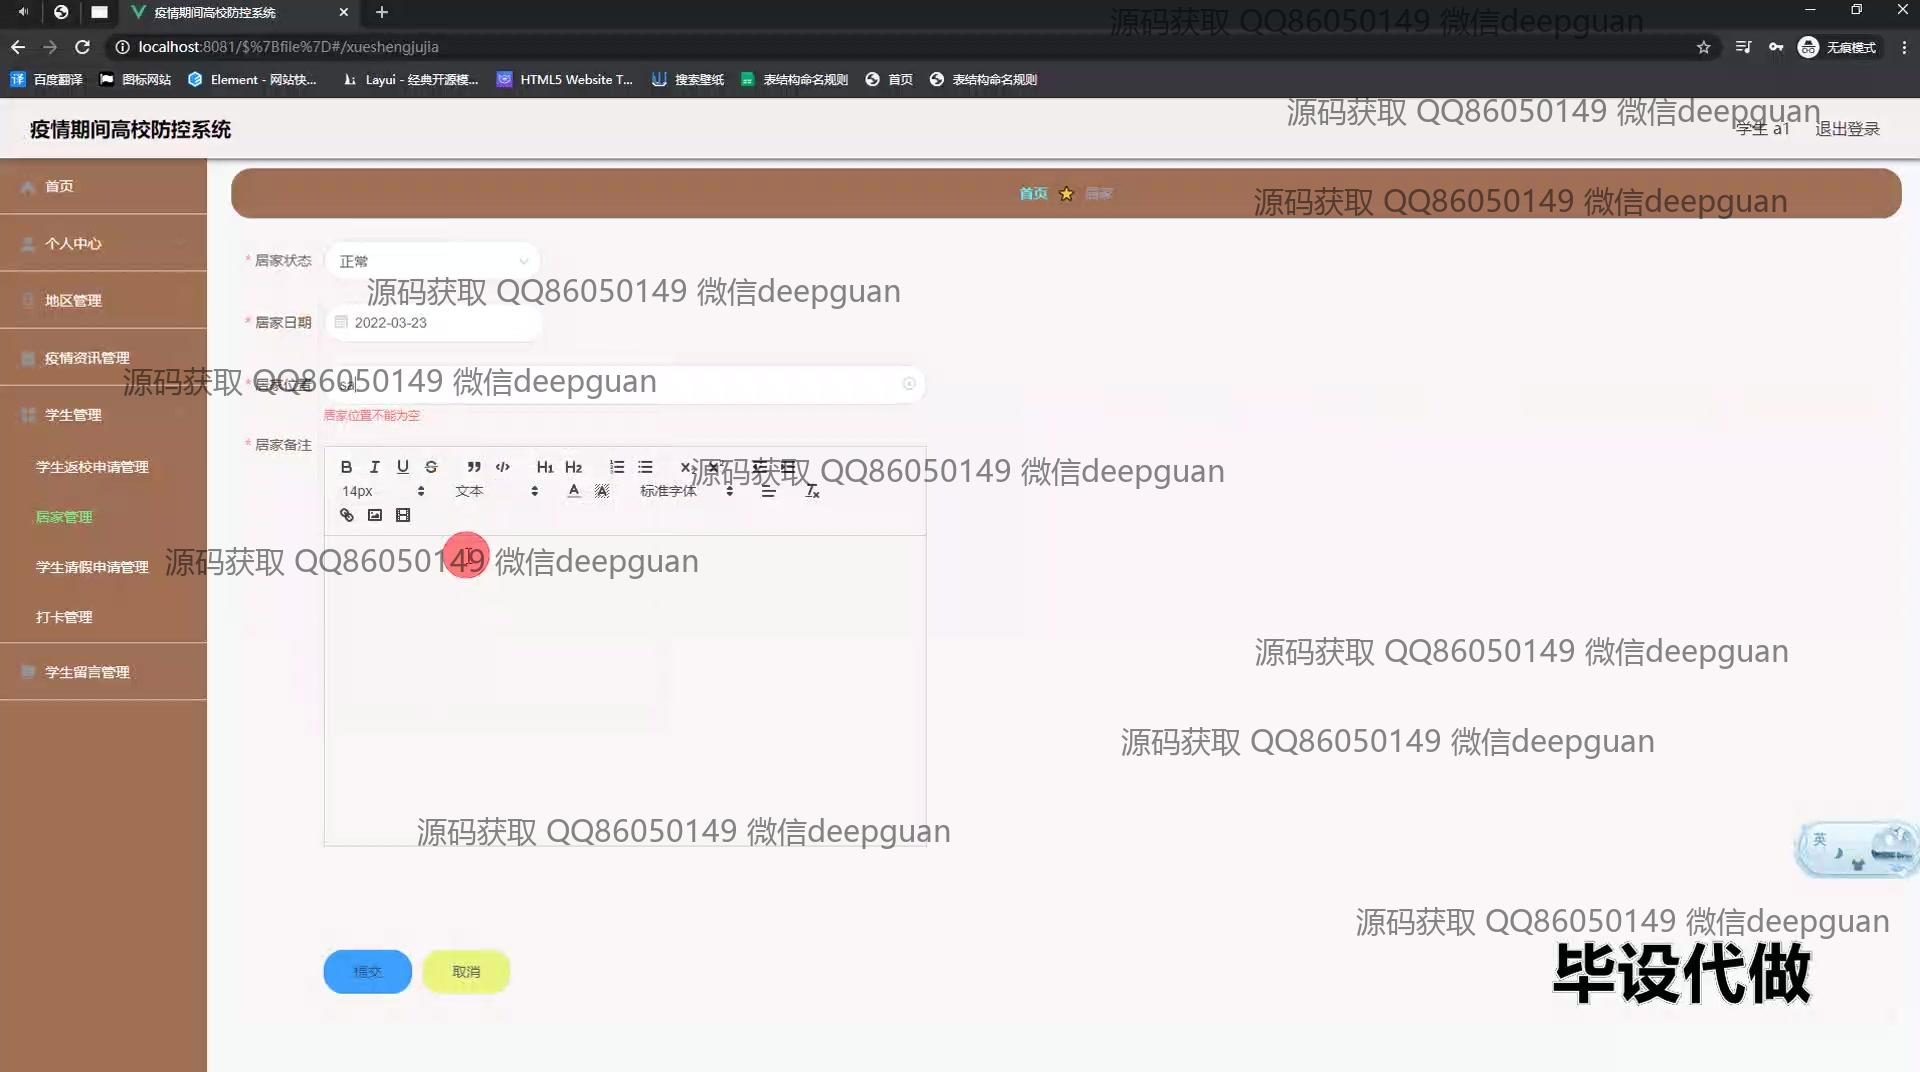 疫情期间高校防控系统
localhost:8081/$%7Bfile%7D#/xueshengjujia
无痕模式
百度翻译 图标网站 Element - 网站快... Layui - 经典开源模... HTML5 Website T... 搜索壁纸 表结构命名规则 首页 表结构命名规则
源码获取 QQ86050149 微信deepguan
疫情期间高校防控系统
源码获取 QQ86050149 微信deepguan
学生 a1 退出登录
首页
首页 居家
源码获取 QQ86050149 微信deepguan
个人中心
* 居家状态 正常
源码获取 QQ86050149 微信deepguan
地区管理
* 居家日期 2022-03-23
疫情资讯管理
* 居家位置
源码获取 QQ86050149 微信deepguan
居家位置不能为空
学生管理
* 居家备注
学生返校申请管理
B I U S H1 H2
源码获取 QQ86050149 微信deepguan
14px 文本 标准字体
居家管理
学生请假申请管理
源码获取 QQ86050149 微信deepguan
打卡管理
源码获取 QQ86050149 微信deepguan
学生留言管理
源码获取 QQ86050149 微信deepguan
源码获取 QQ86050149 微信deepguan
英
源码获取 QQ86050149 微信deepguan
提交 取消
毕设代做